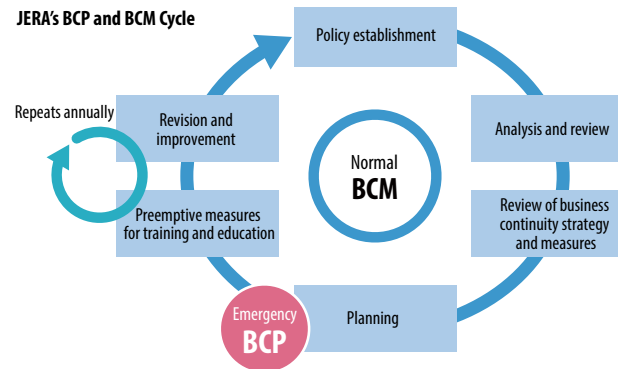 JERA's BCP and BCM Cycle
Policy establishment
Repeats annually
Revision and
improvement
Analysis and review
Normal
BCM
Preemptive measures
for training and education
Review of business
continuity strategy
and measures
Emergency
BCP
Planning